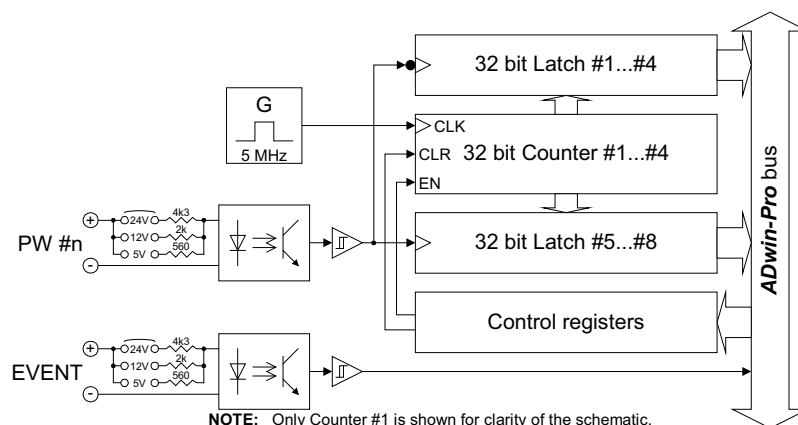 32 bit Latch #1...#4
G
5 MHz
CLK
CLR
EN
32 bit Counter #1...#4
PW #n
+
-
24V
4k3
12V
2k
5V
560
32 bit Latch #5...#8
Control registers
ADwin-Pro bus
EVENT
+
-
24V
4k3
12V
2k
5V
560
NOTE: Only Counter #1 is shown for clarity of the schematic.